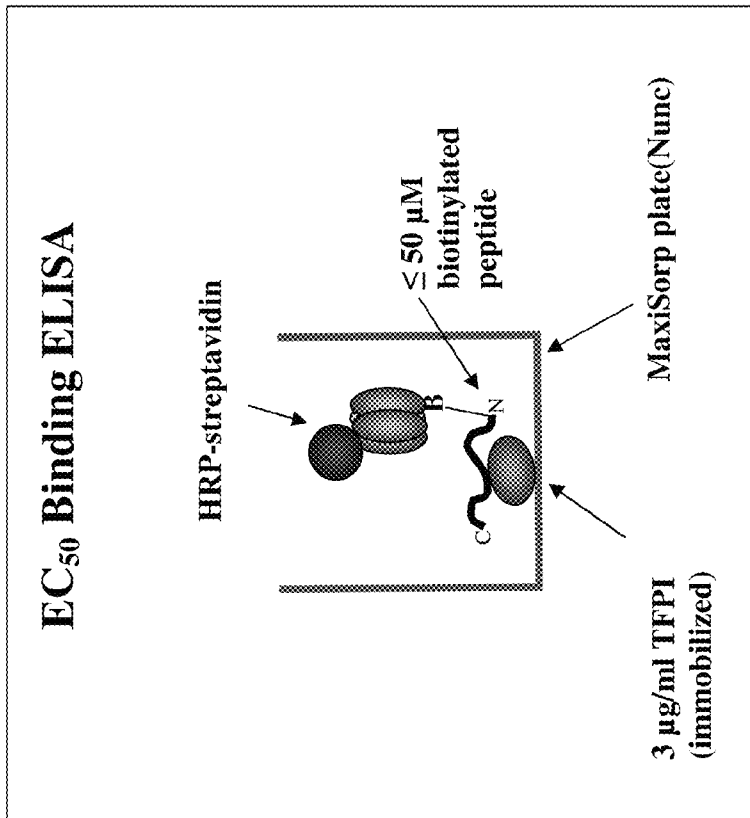 EC₅₀ Binding ELISA
HRP-streptavidin
≤ 50 µM
biotinylated
peptide
B
N
C
3 µg/ml TFPI
(immobilized)
MaxiSorp plate(Nunc)